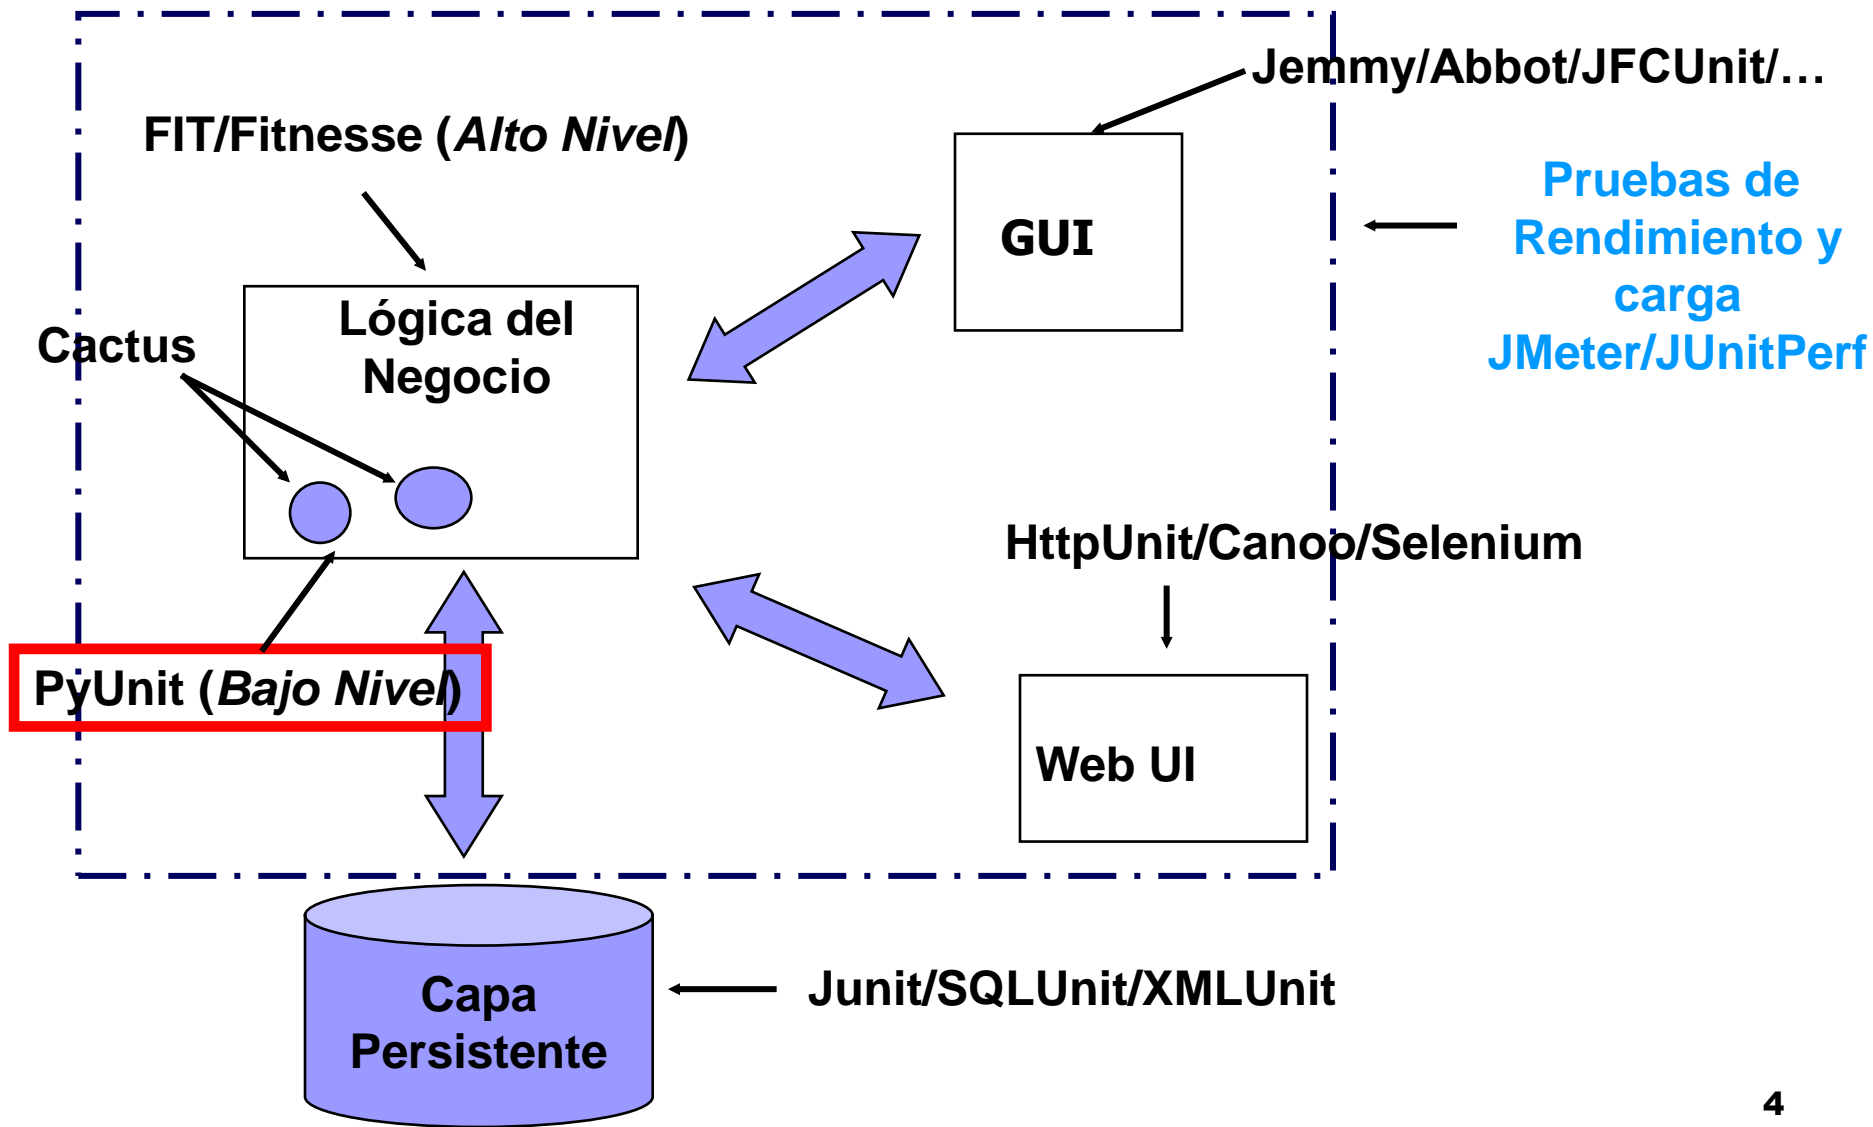 Jemmy/Abbot/JFCUnit/…
FIT/Fitnesse (Alto Nivel)
Pruebas de
Rendimiento y
carga
JMeter/JUnitPerf
GUI
Lógica del
Negocio
Cactus
HttpUnit/Canoo/Selenium
PyUnit (Bajo Nivel)
Web UI
Capa
Persistente
Junit/SQLUnit/XMLUnit
4